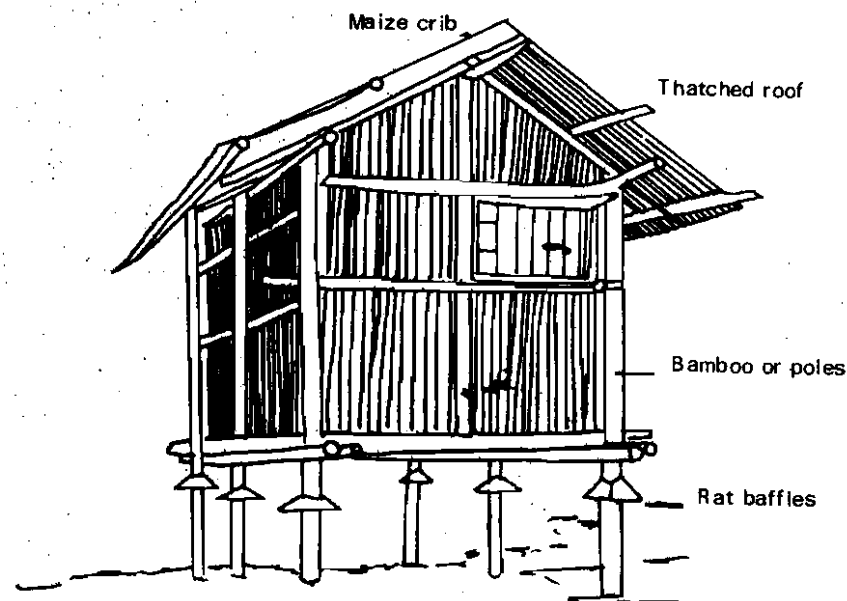 Maize crib
Thatched roof
Bamboo or poles
Rat baffles